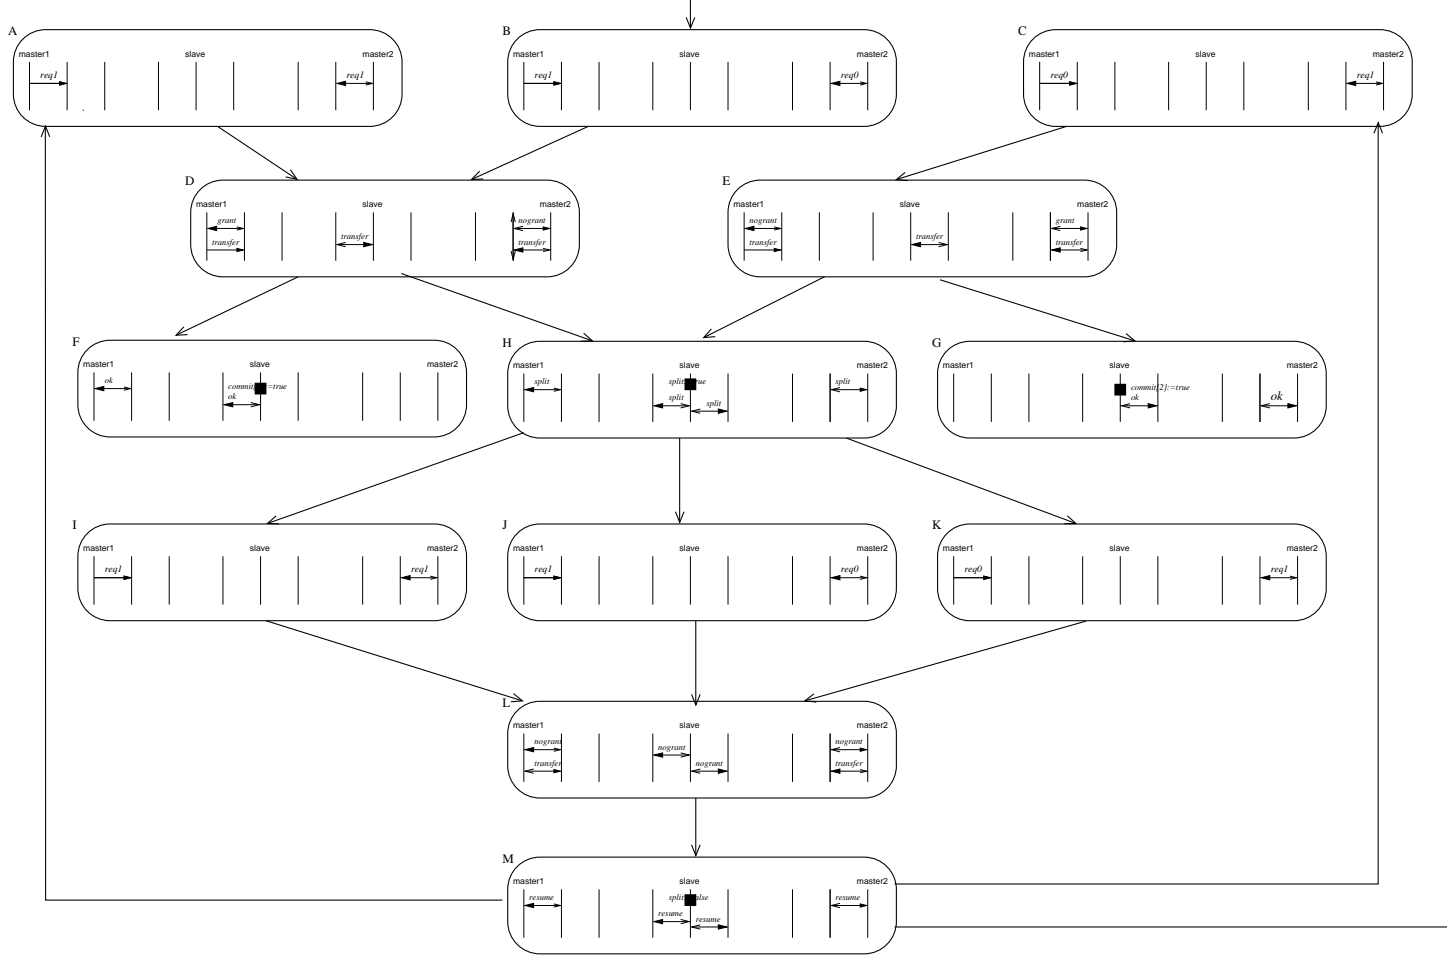 A B C
master1 slave master2 master1 slave master2 master1 slave master2
req1 req1 req1 req0 req0 req1
D E
master1 slave master2 master1 slave master2
grant nogrant nogrant grant
transfer transfer transfer transfer transfer transfer
F H G
master1 slave master2 master1 slave master2 master1 slave master2
ok commit =true split split split commit[2]:=true
ok split split ok ok
I J K
master1 slave master2 master1 slave master2 master1 slave master2
req1 req1 req1 req0 req0 req1
L
master1 slave master2
nogrant nogrant nogrant
transfer nogrant transfer
M
master1 slave master2
resume split resume
resume resume